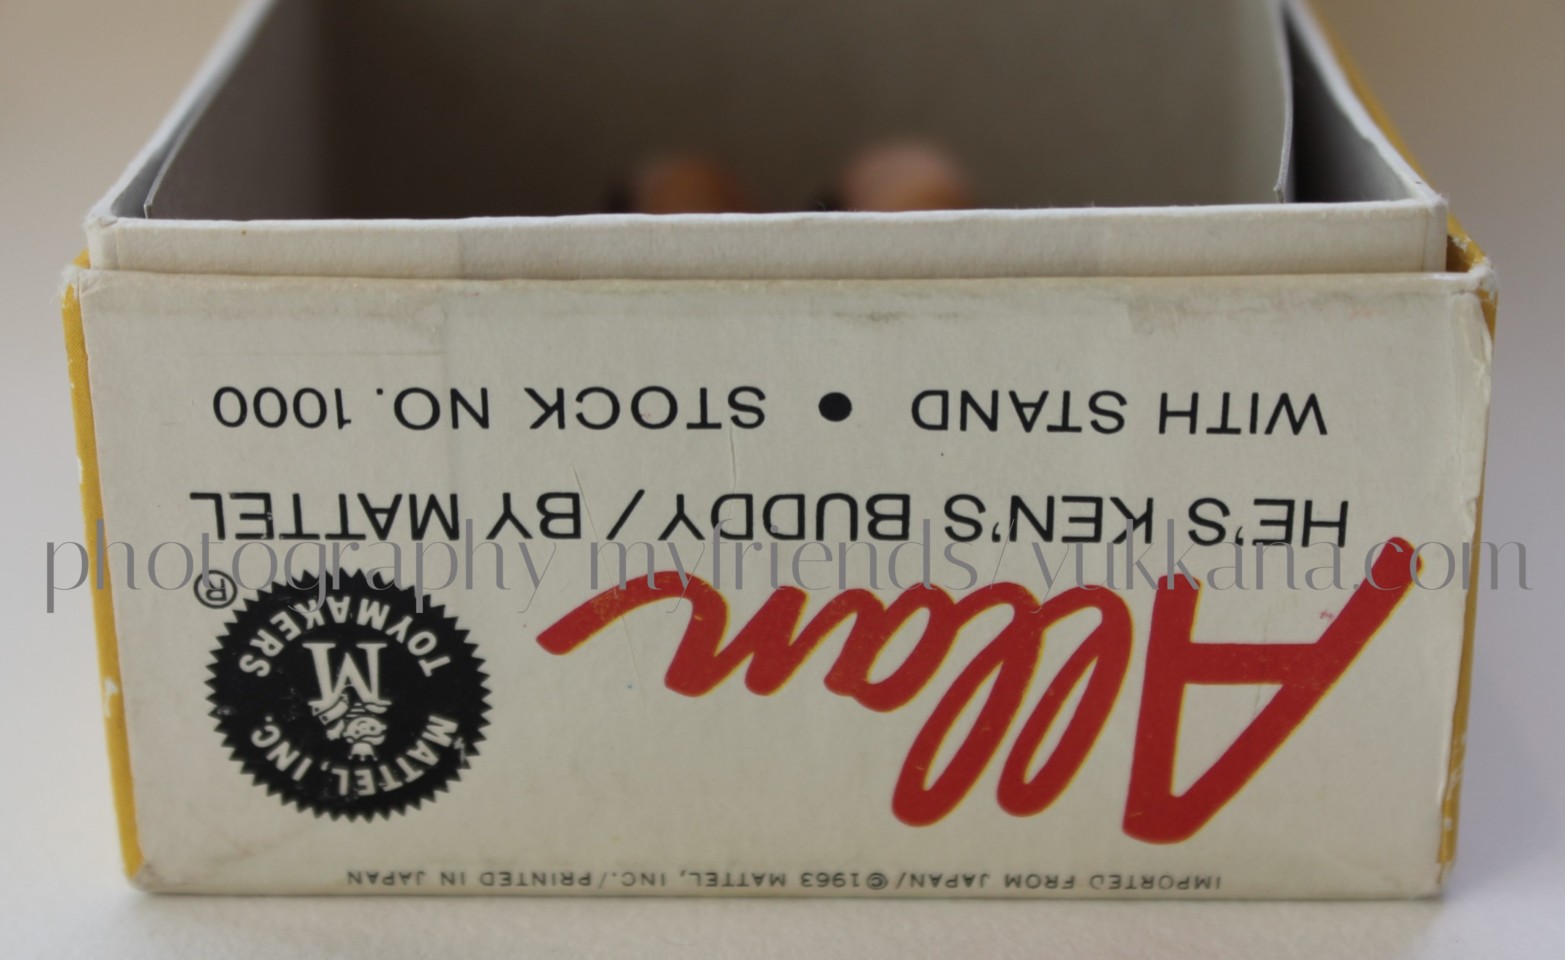 IMPORTED FROM JAPAN/©1963 MATTEL, INC./PRINTED IN JAPAN
Allan
MATTEL, INC.
M
TOYMAKERS
®
HE'S KEN'S BUDDY / BY MATTEL
WITH STAND • STOCK NO. 1000
photography myfriends/yukkana.com